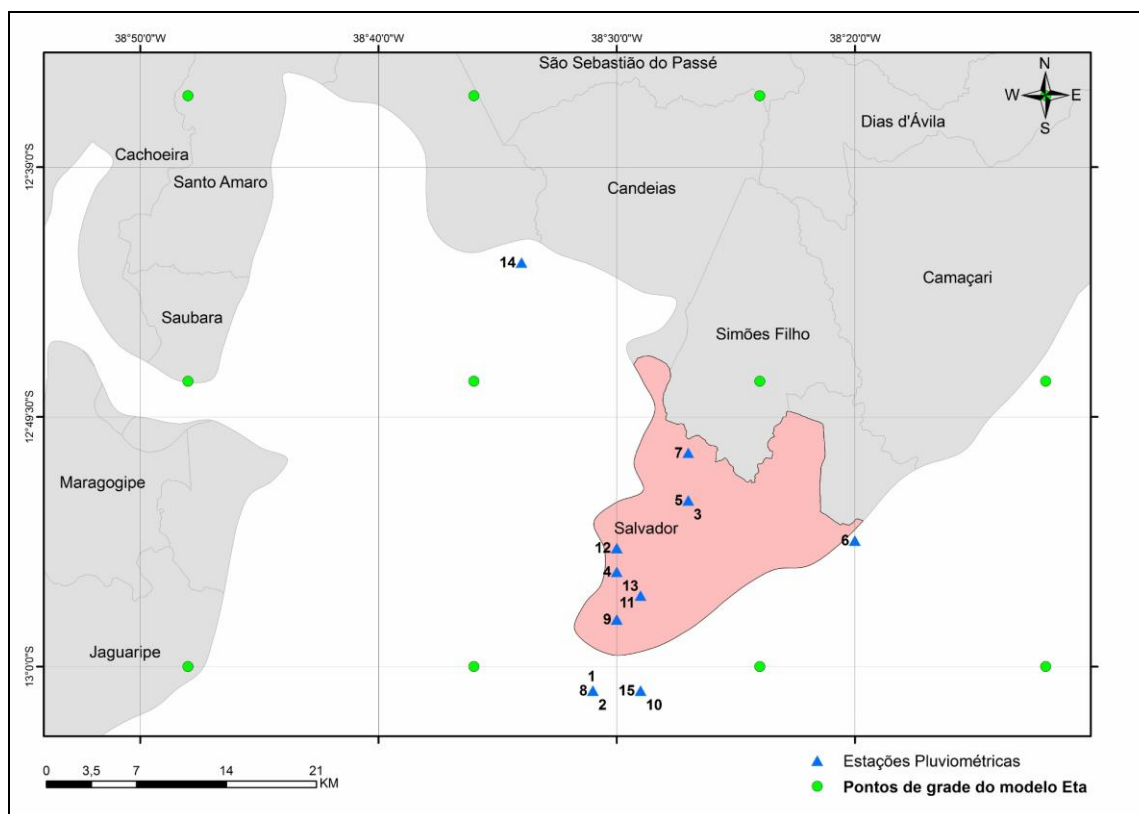 38°50'0"W 38°40'0"W 38°30'0"W 38°20'0"W
São Sebastião do Passé
N
W E
S
Dias d'Ávila
12°39'0"S
Cachoeira
Santo Amaro
Candeias
14
Camaçari
Saubara
Simões Filho
12°49'30"S
7
Maragogipe
5
3
Salvador
6
12
4
13
11
9
Jaguaripe
13°0'0"S
1
8 15
2 10
0 3,5 7 14 21
KM
Estações Pluviométricas
Pontos de grade do modelo Eta